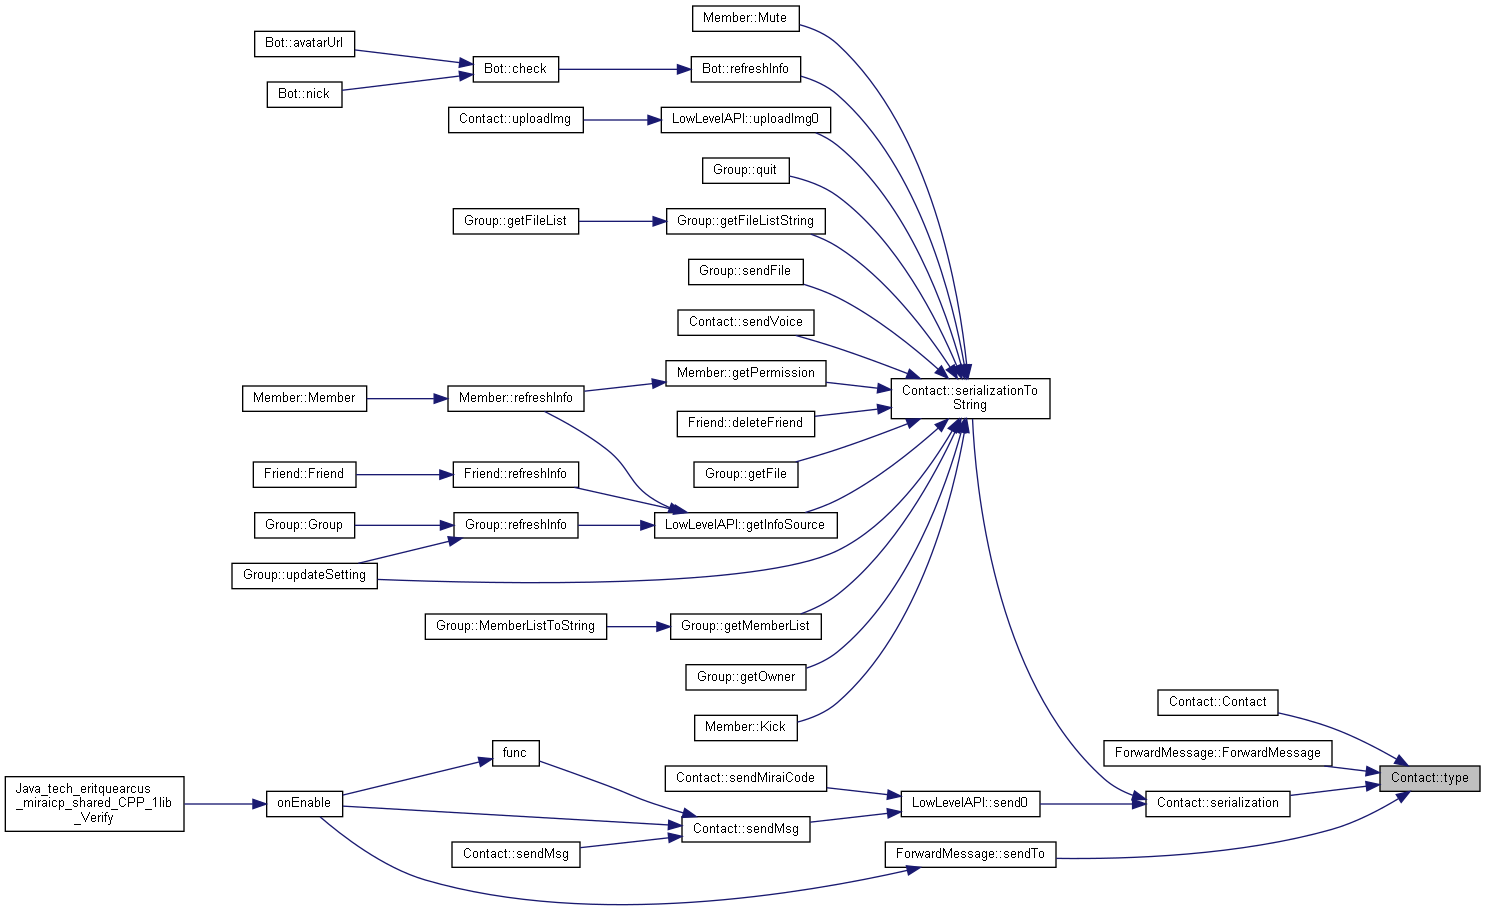 Member::Mute
Bot::avatarUrl
Bot::check
Bot::refreshInfo
Bot::nick
Contact::uploadImg
LowLevelAPI::uploadImg0
Group::quit
Group::getFileList
Group::getFileListString
Group::sendFile
Contact::sendVoice
Member::getPermission
Member::Member
Member::refreshInfo
Contact::serializationTo
String
Friend::deleteFriend
Friend::Friend
Friend::refreshInfo
Group::getFile
Group::Group
Group::refreshInfo
LowLevelAPI::getInfoSource
Group::updateSetting
Group::MemberListToString
Group::getMemberList
Group::getOwner
Contact::Contact
Member::Kick
func
ForwardMessage::ForwardMessage
Contact::sendMiraiCode
Contact::type
Java_tech_eritquearcus
_miraicp_shared_CPP_1lib
_Verify
onEnable
LowLevelAPI::send0
Contact::serialization
Contact::sendMsg
Contact::sendMsg
ForwardMessage::sendTo